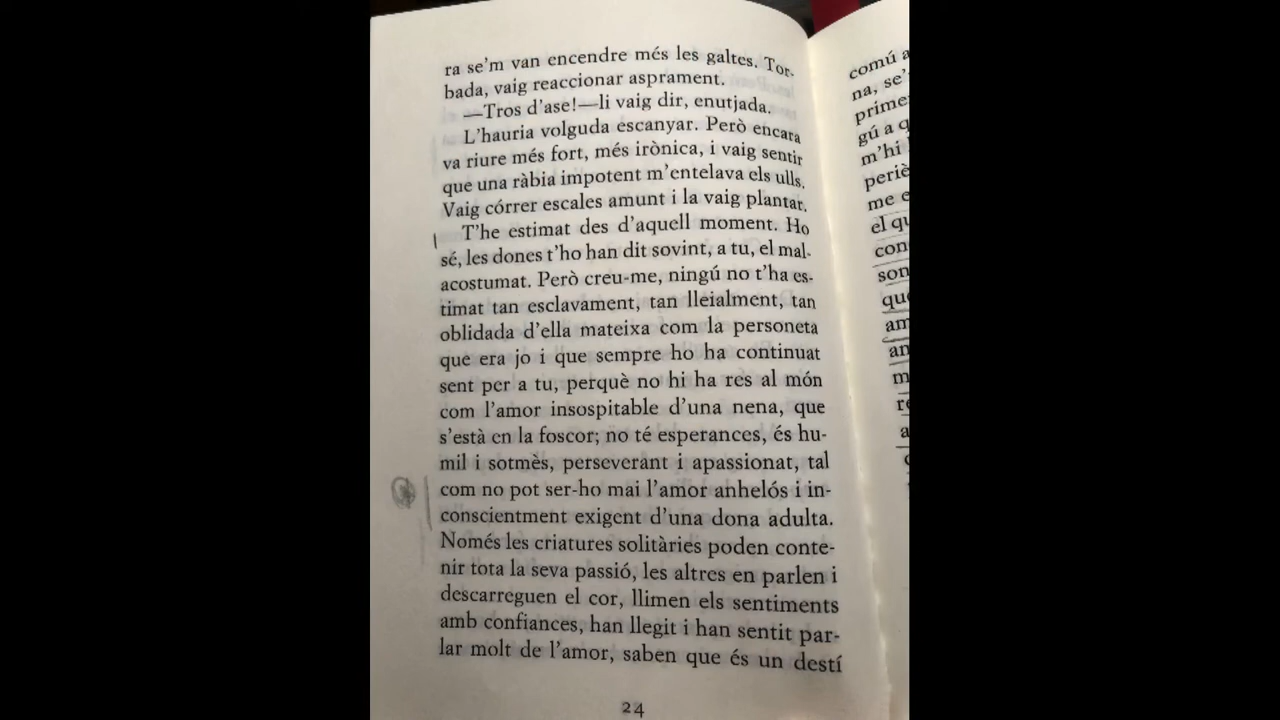 ra se'm van encendre més les galtes. Tor-
bada, vaig reaccionar asprament.
—Tros d'ase!—li vaig dir, enutjada.
L'hauria volguda escanyar. Però encara
va riure més fort, més irònica, i vaig sentir
que una ràbia impotent m'entelava els ulls.
Vaig córrer escales amunt i la vaig plantar.
T'he estimat des d'aquell moment. Ho
sé, les dones t'ho han dit sovint, a tu, el mal-
acostumat. Però creu-me, ningú no t'ha es-
timat tan esclavament, tan lleialment, tan
oblidada d'ella mateixa com la personeta
que era jo i que sempre ho ha continuat
sent per a tu, perquè no hi ha res al món
com l'amor insospitable d'una nena, que
s'està en la foscor; no té esperances, és hu-
mil i sotmès, perseverant i apassionat, tal
com no pot ser-ho mai l'amor anhelós i in-
conscientment exigent d'una dona adulta.
Només les criatures solitàries poden conte-
nir tota la seva passió, les altres en parlen i
descarreguen el cor, llimen els sentiments
amb confiances, han llegit i han sentit par-
lar molt de l'amor, saben que és un destí
24
comú a
na, se'
prime
gú a q
m'hi
periè
me e
el qu
con
son
que
am
an
m
re
a